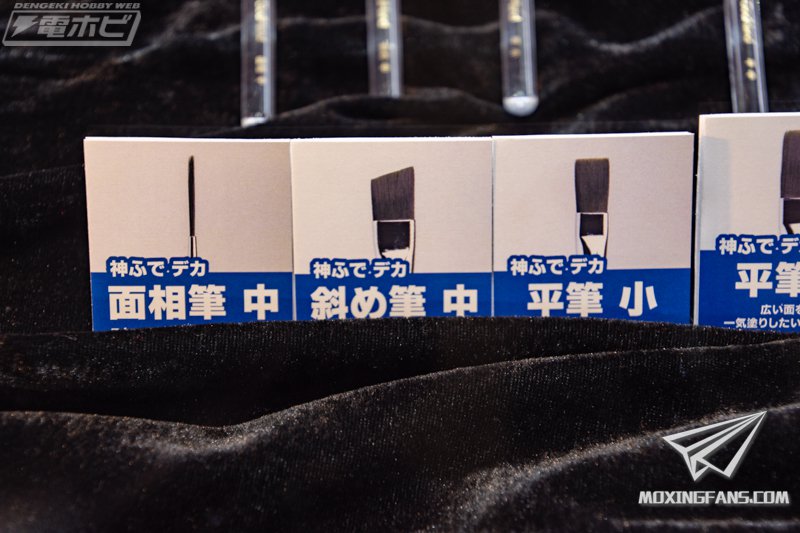 DENGEKI HOBBY WEB
電ホビ
神ふで デカ
面相筆 中
神ふで デカ
斜め筆 中
神ふで デカ
平筆 小
神ふで デカ
平筆
広い面を
一気塗りしたい
MOXINGFANS.COM